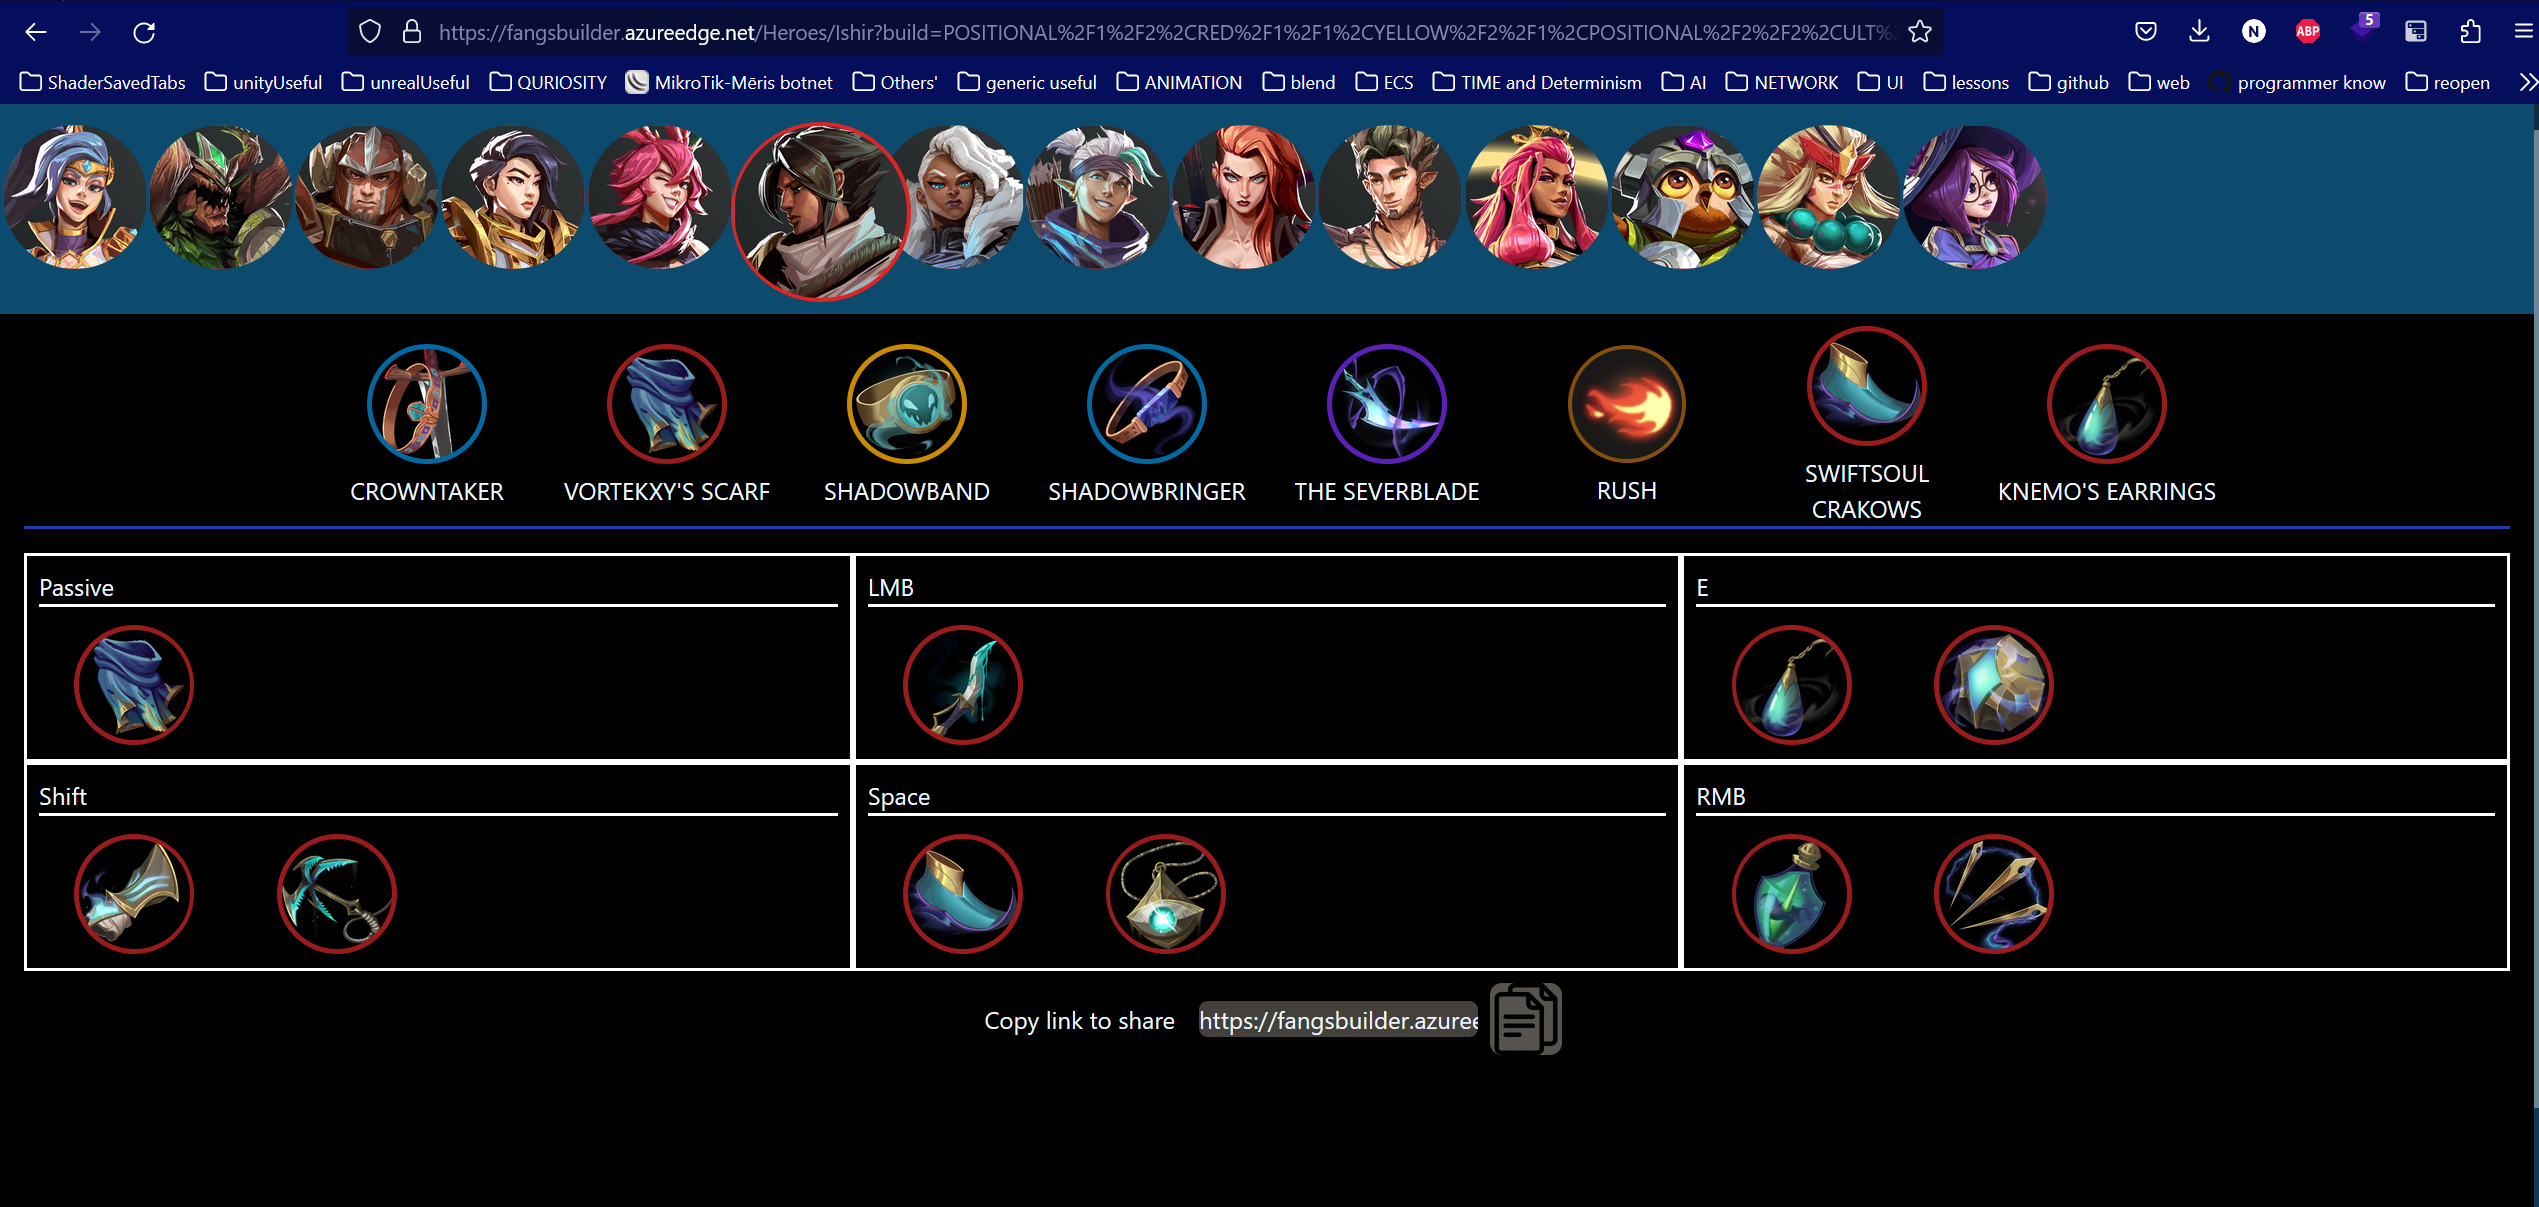 https://fangsbuilder.azureedge.net/Heroes/Ishir?build=POSITIONAL%2F1%2F2%2CRED%2F1%2F1%2CYELLOW%2F2%2F1%2CPOSITIONAL%2F2%2F2%2CULT%
N ABP 5
ShaderSavedTabs unityUseful unrealUseful QURIOSITY MikroTik-Mēris botnet Others' generic useful ANIMATION blend ECS TIME and Determinism AI NETWORK UI lessons github web programmer know reopen
CROWNTAKER VORTEKXY'S SCARF SHADOWBAND SHADOWBRINGER THE SEVERBLADE RUSH SWIFTSOUL CRAKOWS KNEMO'S EARRINGS
Passive LMB E
Shift Space RMB
Copy link to share https://fangsbuilder.azuree